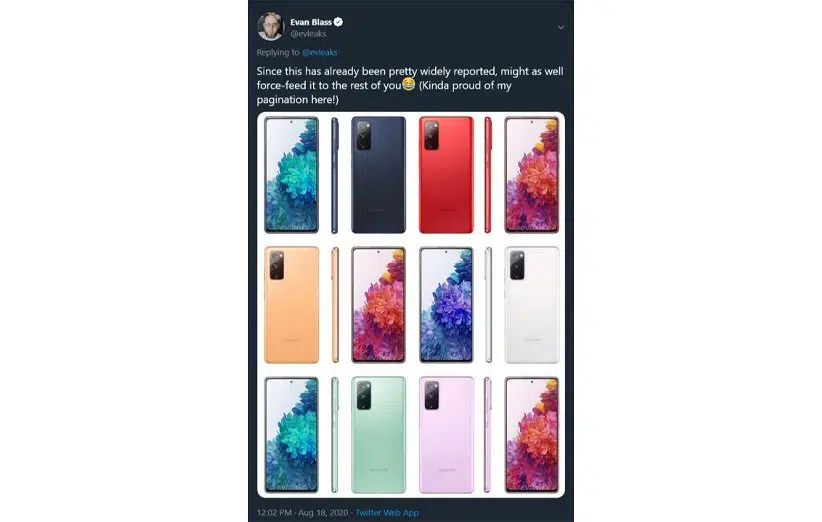 Evan Blass
@evleaks
Replying to @evleaks
Since this has already been pretty widely reported, might as well
force-feed it to the rest of you😂 (Kinda proud of my
pagination here!)
12:02 PM · Aug 18, 2020 · Twitter Web App